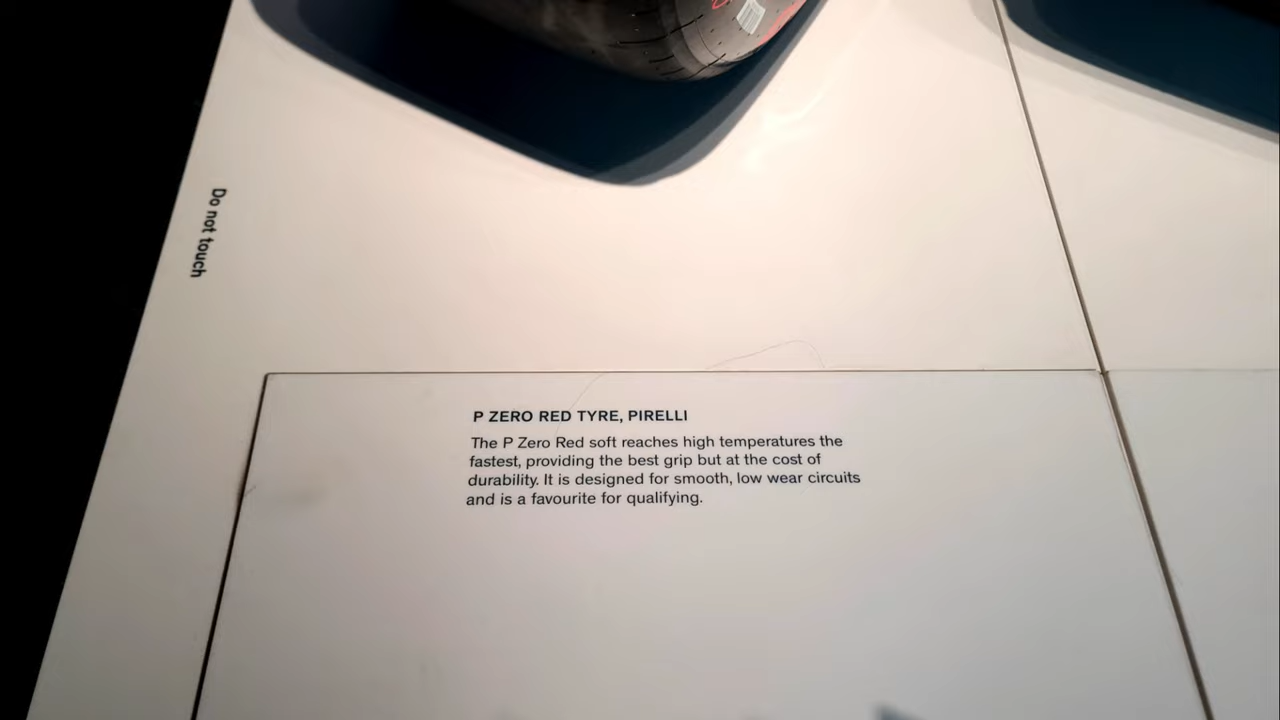 Do not touch
P ZERO RED TYRE, PIRELLI
The P Zero Red soft reaches high temperatures the
fastest, providing the best grip but at the cost of
durability. It is designed for smooth, low wear circuits
and is a favourite for qualifying.